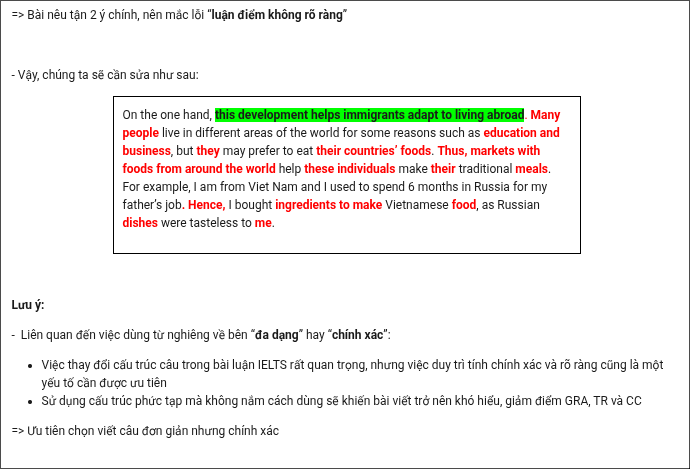 => Bài nêu tận 2 ý chính, nên mắc lỗi “luận điểm không rõ ràng”
- Vậy, chúng ta sẽ cần sửa như sau:
On the one hand, this development helps immigrants adapt to living abroad. Many
people live in different areas of the world for some reasons such as education and
business, but they may prefer to eat their countries’ foods. Thus, markets with
foods from around the world help these individuals make their traditional meals.
For example, I am from Viet Nam and I used to spend 6 months in Russia for my
father’s job. Hence, I bought ingredients to make Vietnamese food, as Russian
dishes were tasteless to me.
Lưu ý:
- Liên quan đến việc dùng từ nghiêng về bên “đa dạng” hay “chính xác”:
• Việc thay đổi cấu trúc câu trong bài luận IELTS rất quan trọng, nhưng việc duy trì tính chính xác và rõ ràng cũng là một
yếu tố cần được ưu tiên
• Sử dụng cấu trúc phức tạp mà không nắm cách dùng sẽ khiến bài viết trở nên khó hiểu, giảm điểm GRA, TR và CC
=> Ưu tiên chọn viết câu đơn giản nhưng chính xác